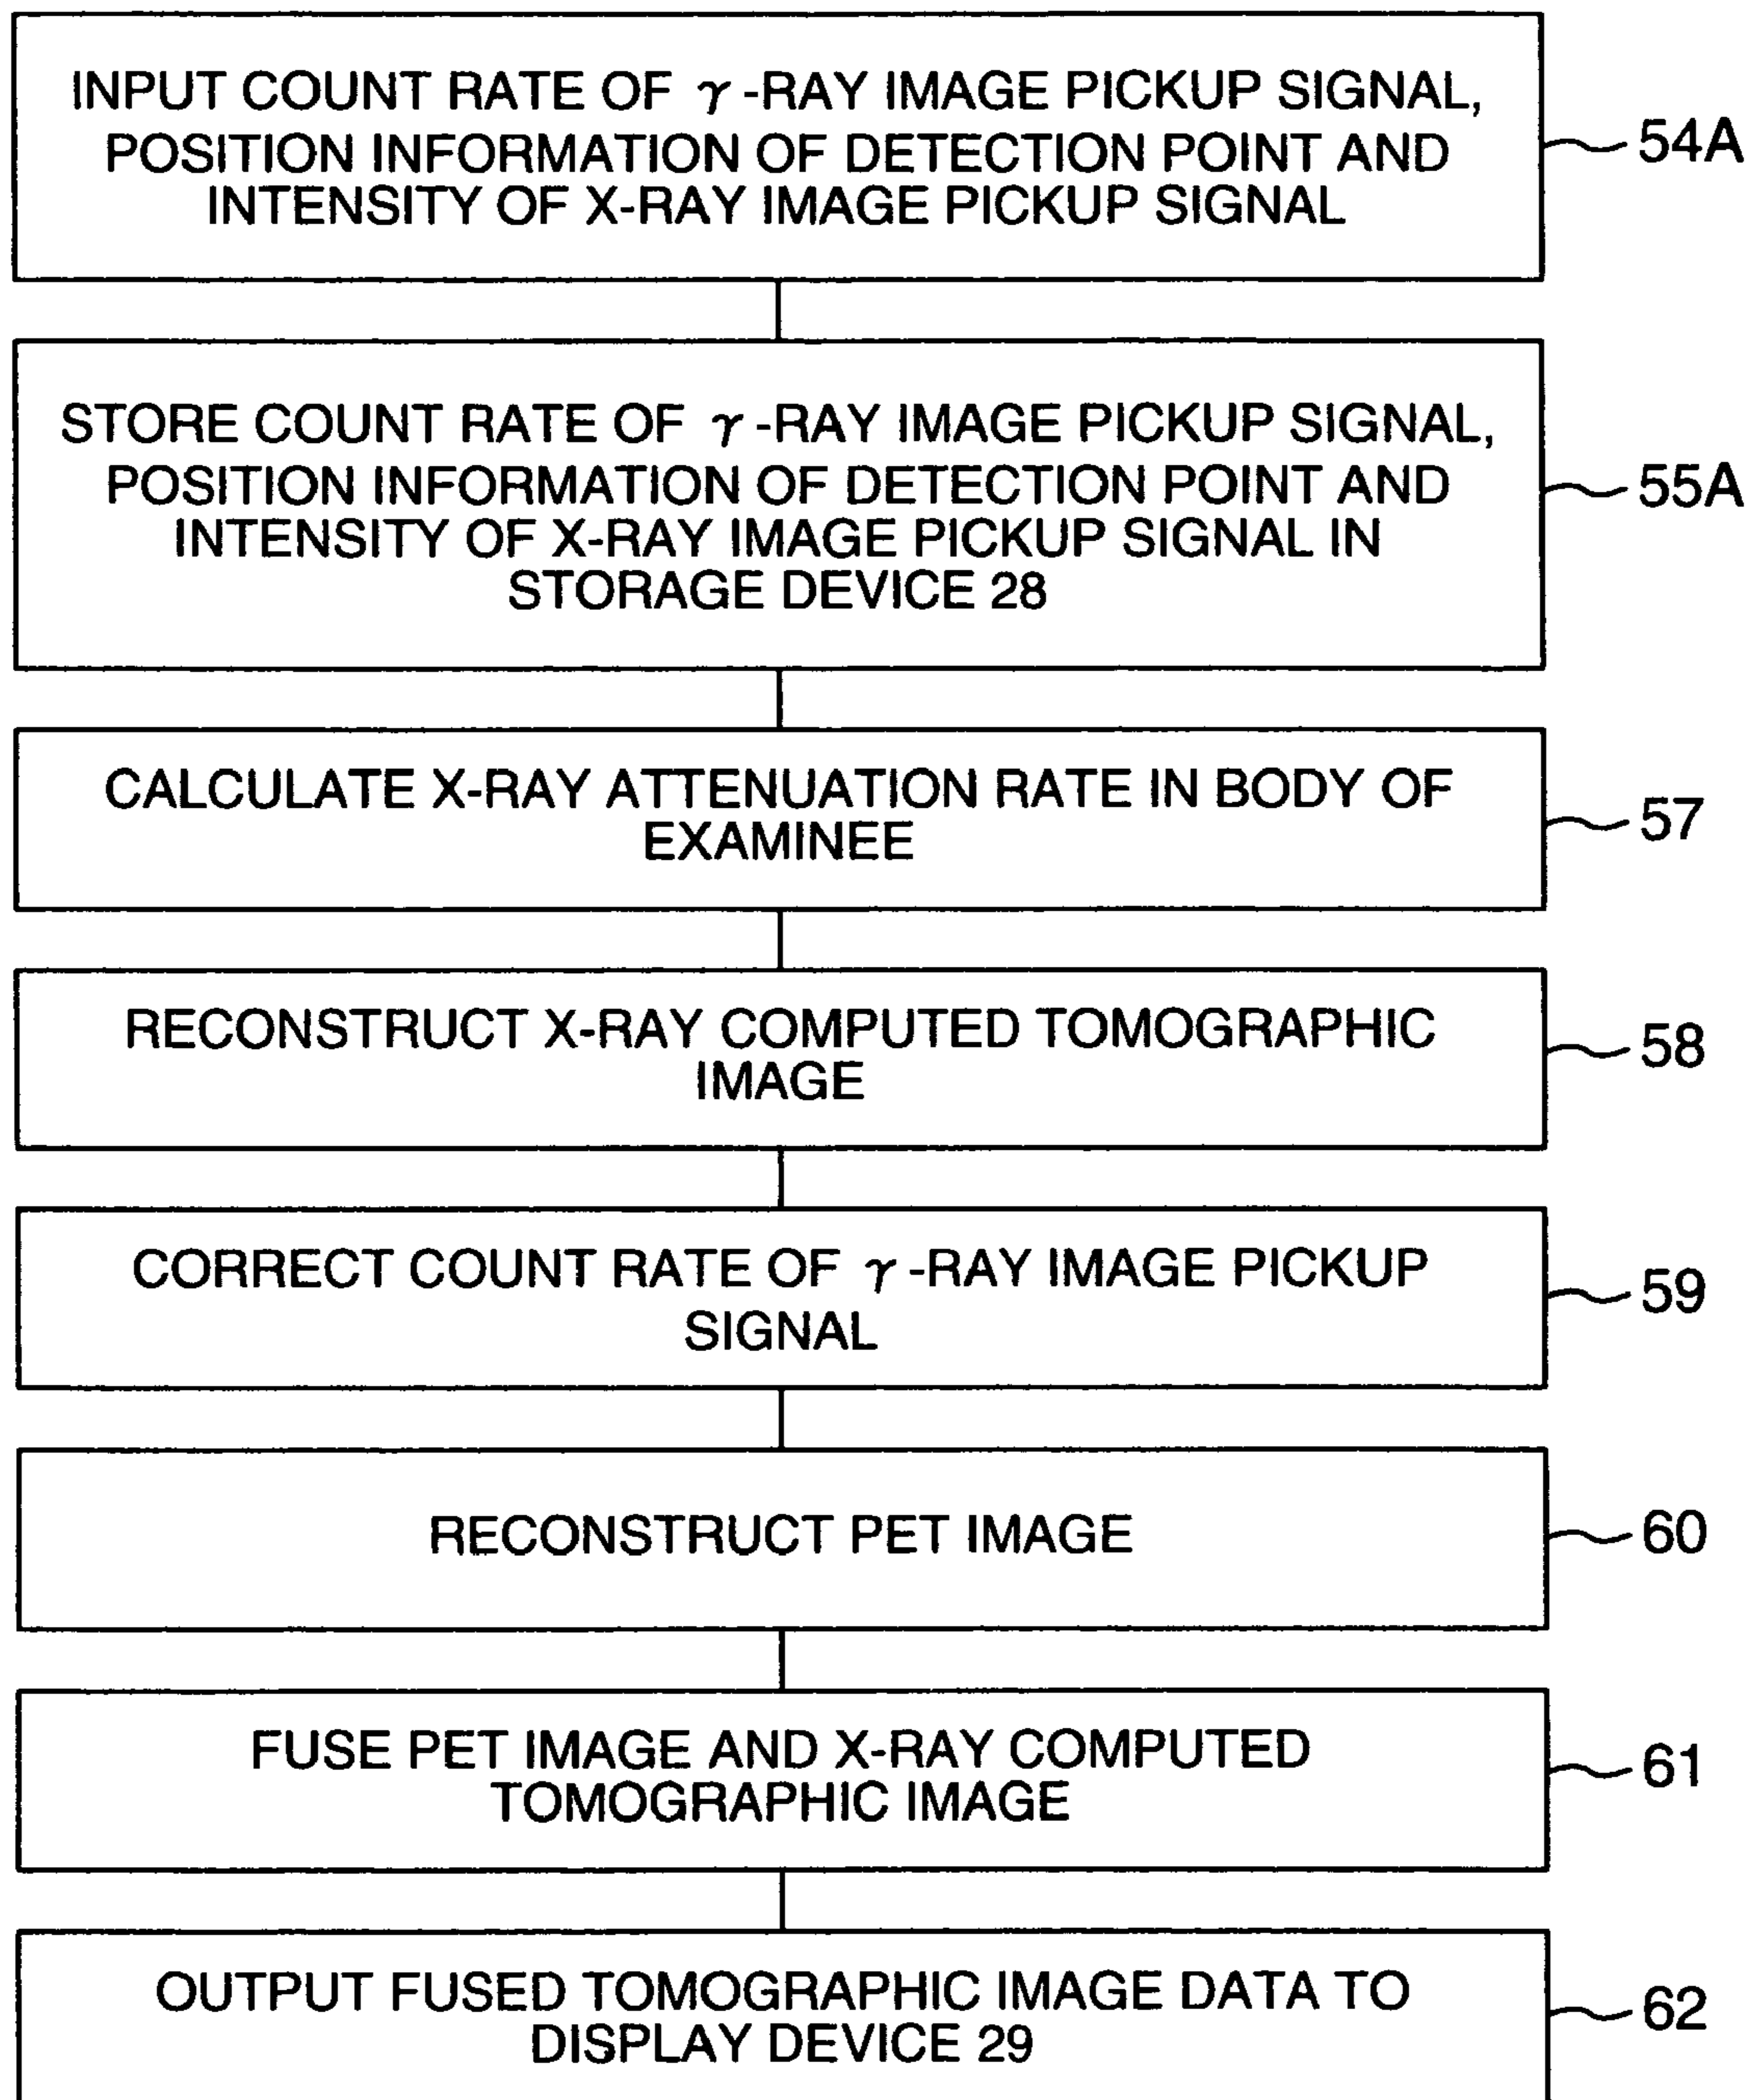 INPUT COUNT RATE OF γ-RAY IMAGE PICKUP SIGNAL,
POSITION INFORMATION OF DETECTION POINT AND
INTENSITY OF X-RAY IMAGE PICKUP SIGNAL
54A
STORE COUNT RATE OF γ-RAY IMAGE PICKUP SIGNAL,
POSITION INFORMATION OF DETECTION POINT AND
INTENSITY OF X-RAY IMAGE PICKUP SIGNAL IN
STORAGE DEVICE 28
55A
CALCULATE X-RAY ATTENUATION RATE IN BODY OF
EXAMINEE
57
RECONSTRUCT X-RAY COMPUTED TOMOGRAPHIC
IMAGE
58
CORRECT COUNT RATE OF γ-RAY IMAGE PICKUP
SIGNAL
59
RECONSTRUCT PET IMAGE
60
FUSE PET IMAGE AND X-RAY COMPUTED
TOMOGRAPHIC IMAGE
61
OUTPUT FUSED TOMOGRAPHIC IMAGE DATA TO
DISPLAY DEVICE 29
62